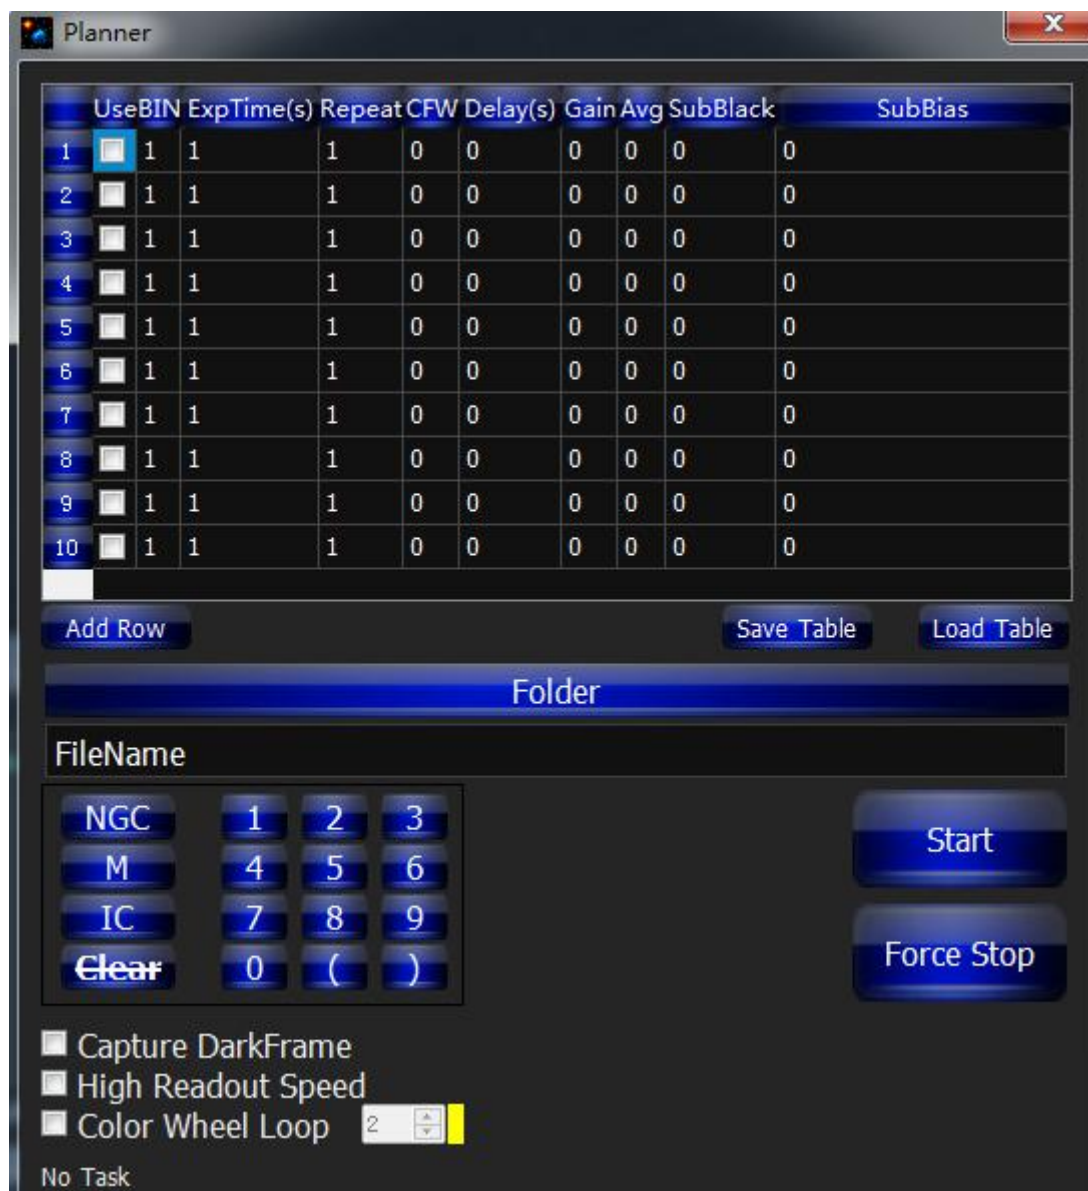 Planner
X
Use BIN ExpTime(s) Repeat CFW Delay(s) Gain Avg SubBlack SubBias
1 1 1 1 0 0 0 0 0 0
2 1 1 1 0 0 0 0 0 0
3 1 1 1 0 0 0 0 0 0
4 1 1 1 0 0 0 0 0 0
5 1 1 1 0 0 0 0 0 0
6 1 1 1 0 0 0 0 0 0
7 1 1 1 0 0 0 0 0 0
8 1 1 1 0 0 0 0 0 0
9 1 1 1 0 0 0 0 0 0
10 1 1 1 0 0 0 0 0 0
Add Row Save Table Load Table
Folder
FileName
NGC 1 2 3
M 4 5 6
IC 7 8 9
Clear 0 ( )
Start
Force Stop
Capture DarkFrame
High Readout Speed
Color Wheel Loop 2
No Task